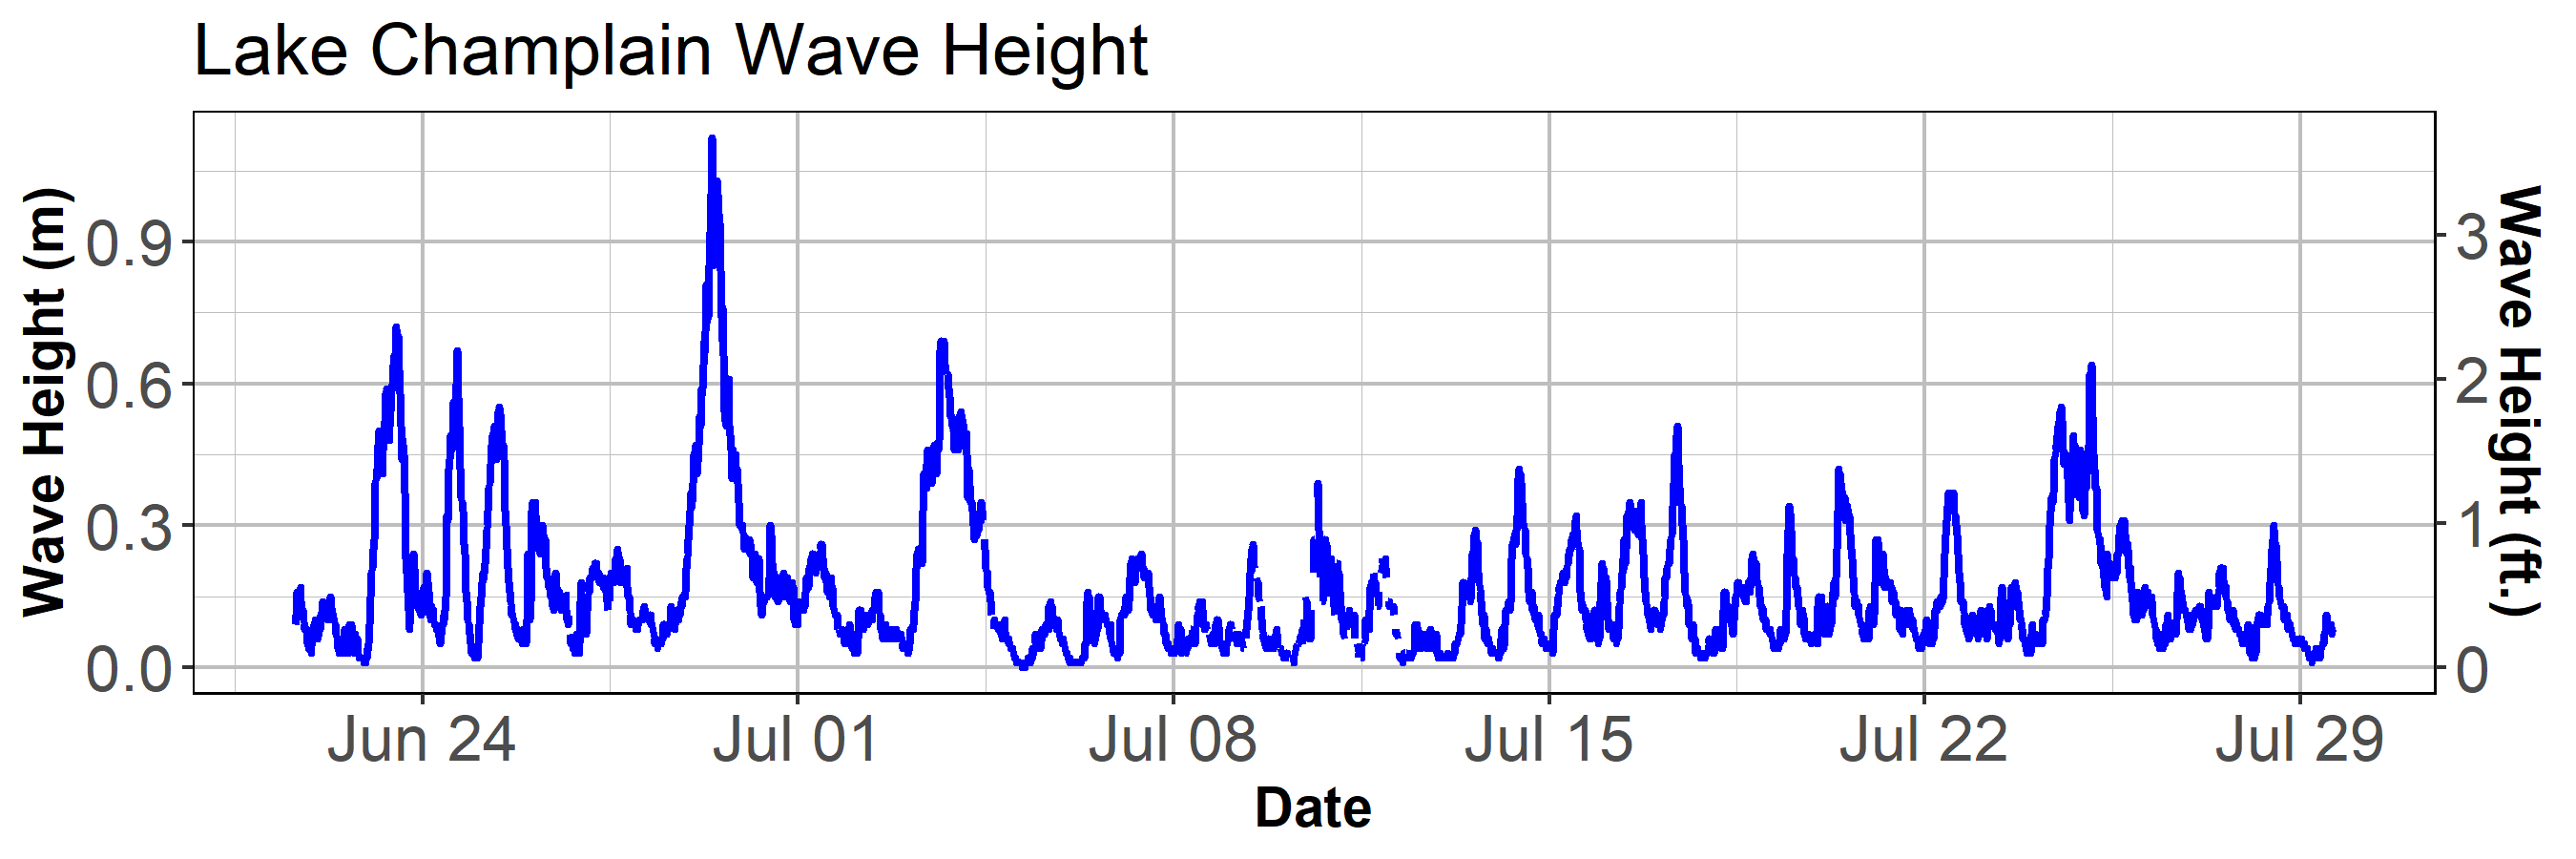 Lake Champlain Wave Height
Wave Height (m)
0.9
0.6
0.3
0.0
3
2
1
0
Wave Height (ft.)
Jun 24
Jul 01
Jul 08
Jul 15
Jul 22
Jul 29
Date